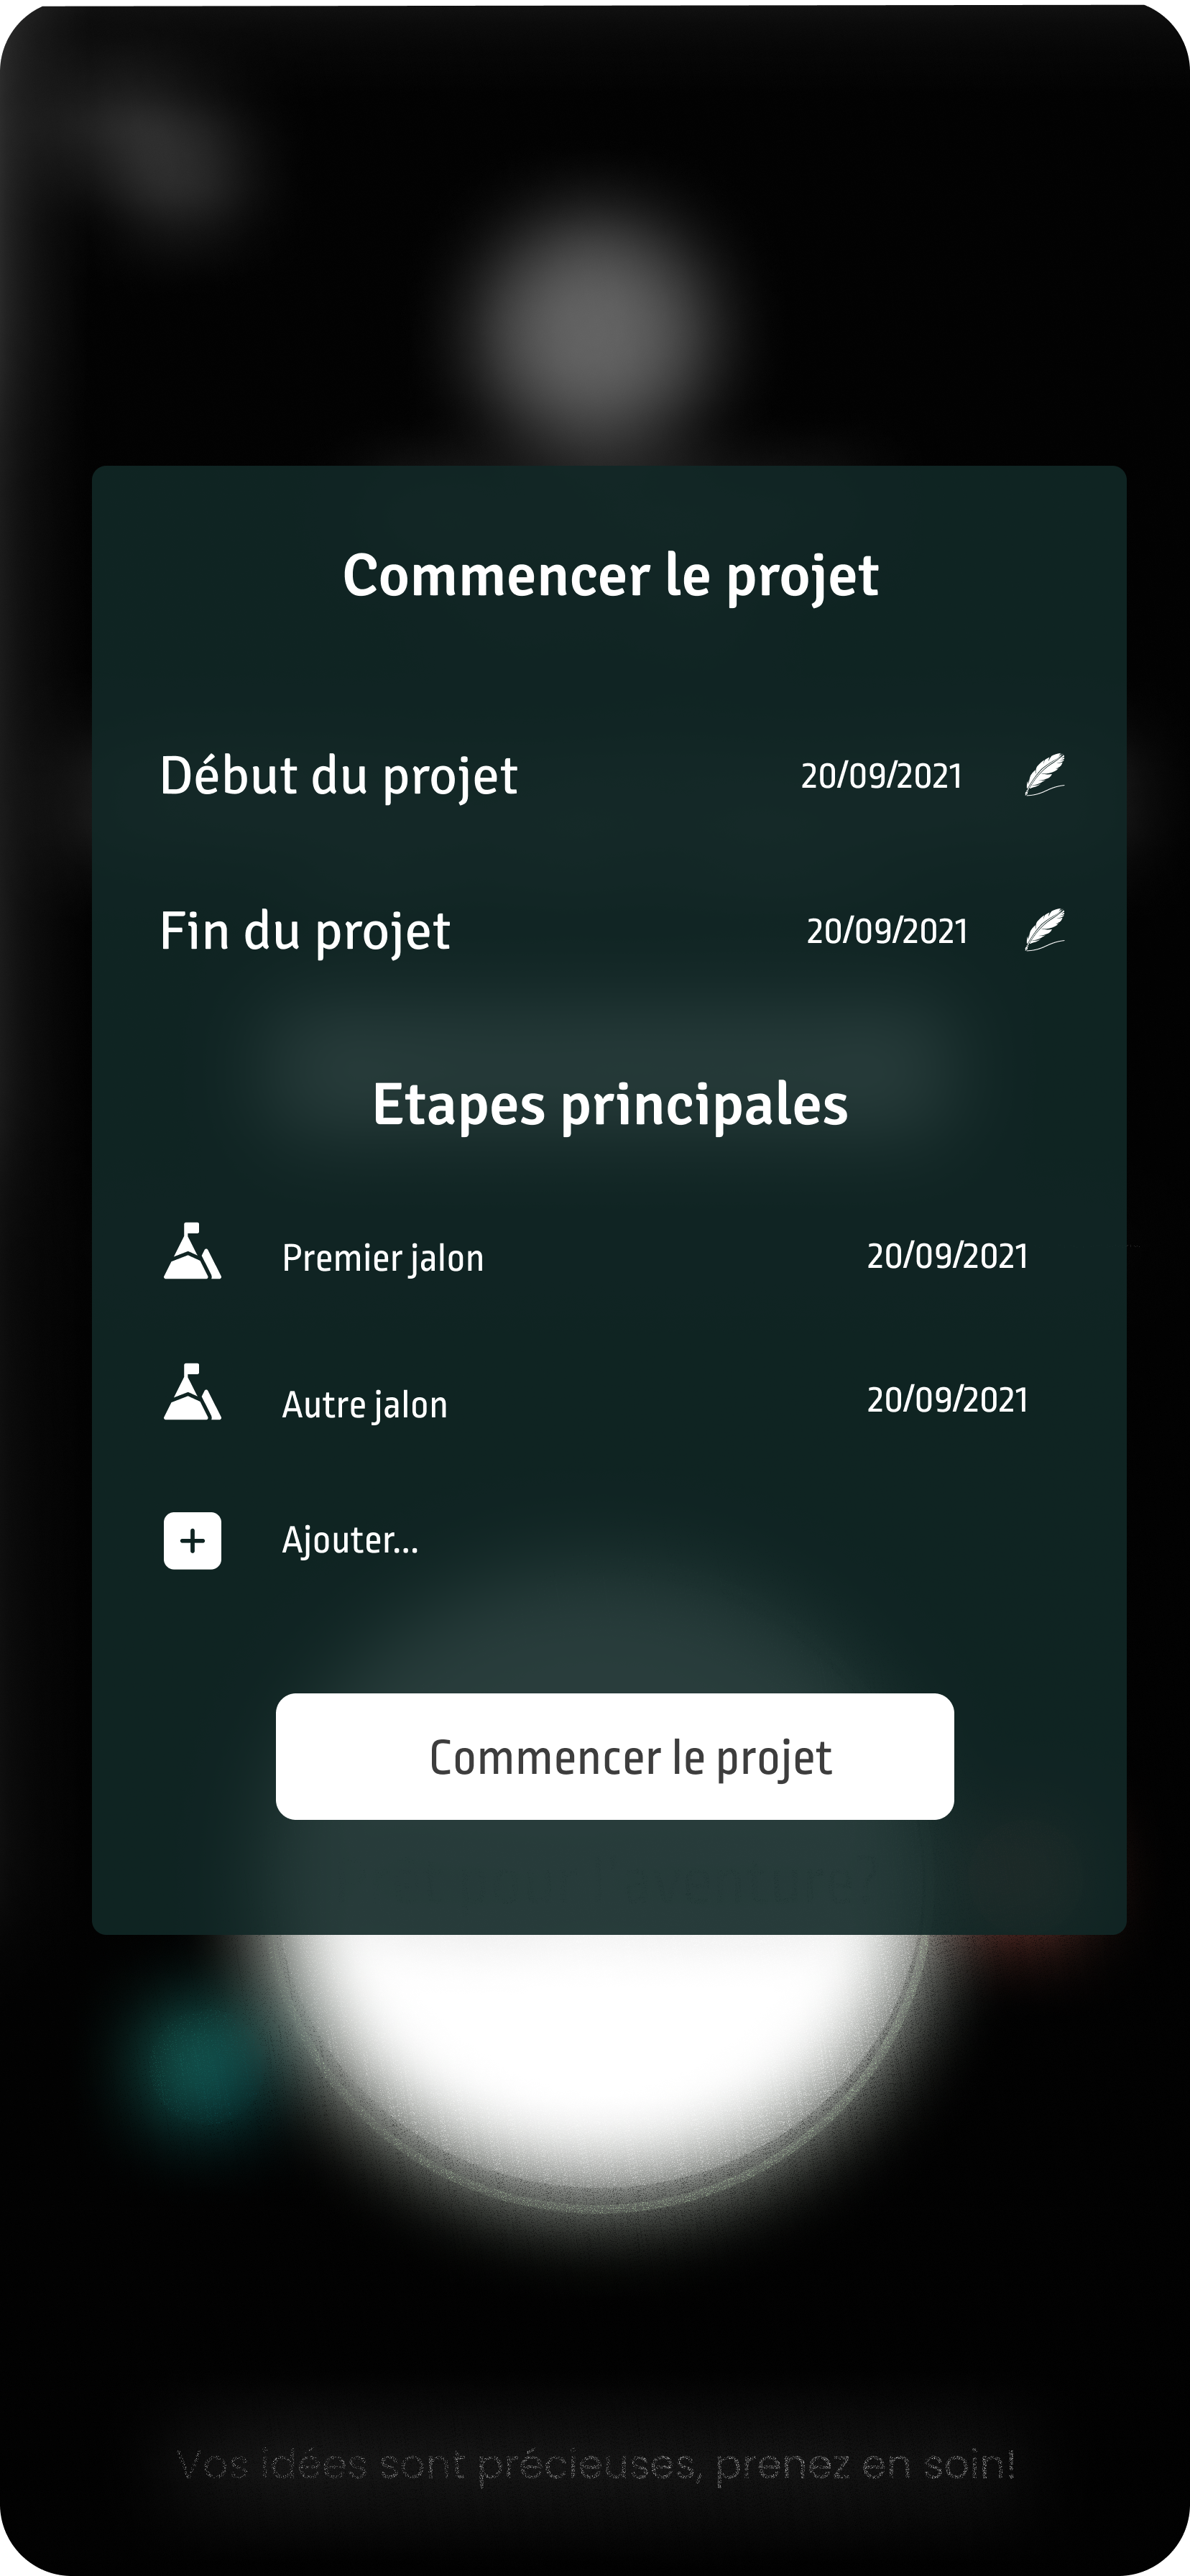 Commencer le projet
Début du projet 20/09/2021
Fin du projet 20/09/2021
Etapes principales
Premier jalon 20/09/2021
Autre jalon 20/09/2021
Ajouter...
Commencer le projet
aventure?
Vos idées sont précieuses, prenez en soin!